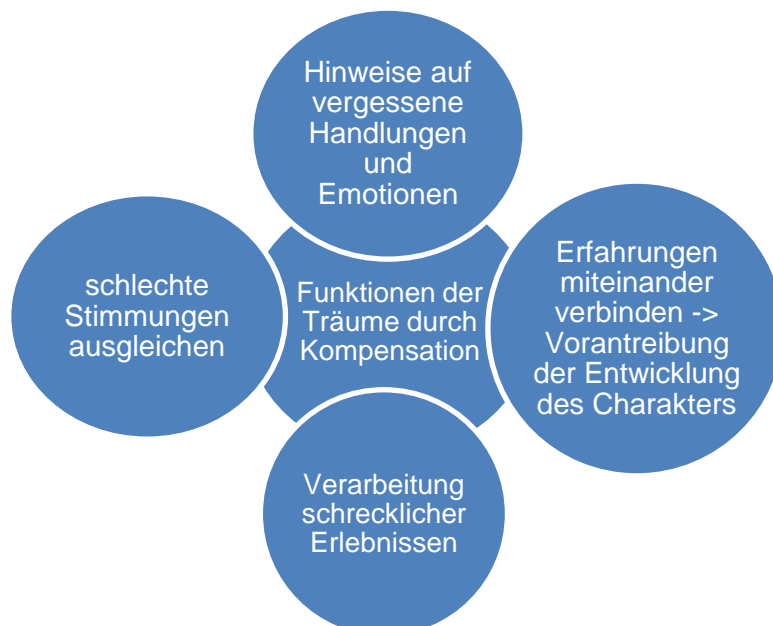 Hinweise auf
vergessene
Handlungen
und
Emotionen
schlechte
Stimmungen
ausgleichen
Funktionen der
Träume durch
Kompensation
Erfahrungen
miteinander
verbinden ->
Vorantreibung
der Entwicklung
des Charakters
Verarbeitung
schrecklicher
Erlebnissen